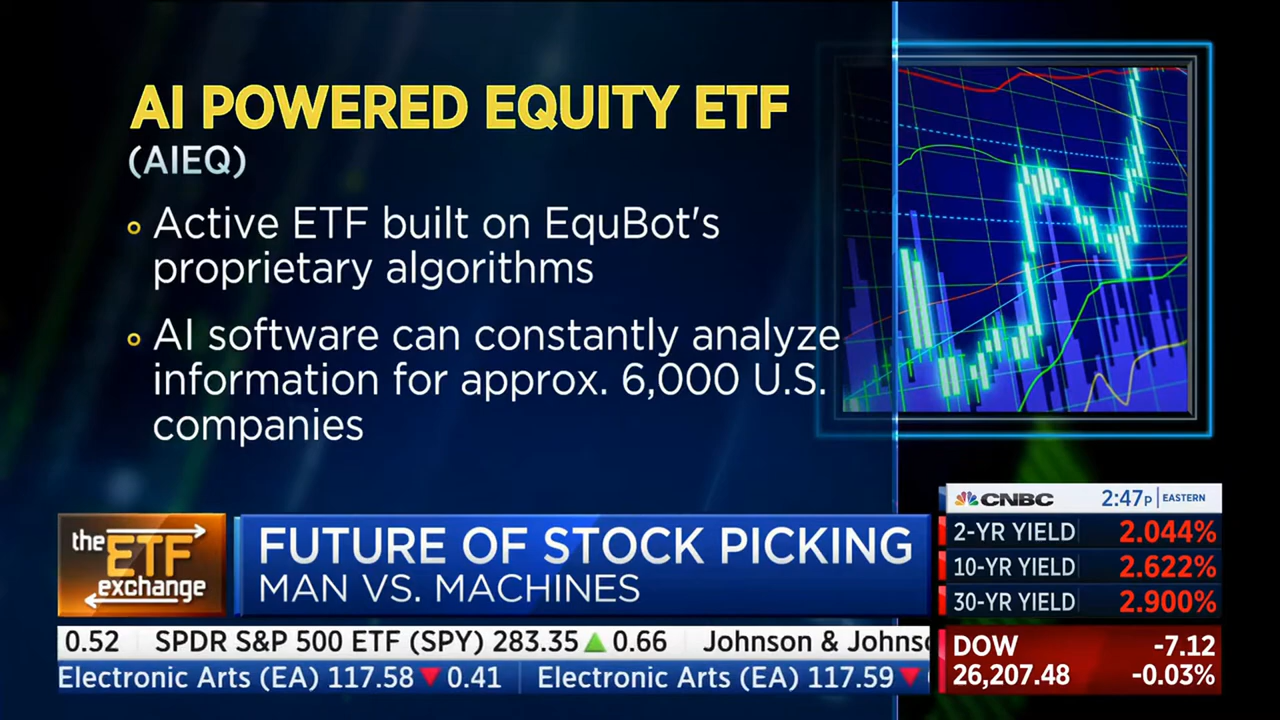 AI POWERED EQUITY ETF
(AIEQ)
Active ETF built on EquBot's
proprietary algorithms
AI software can constantly analyze
information for approx. 6,000 U.S.
companies
the ETF exchange
FUTURE OF STOCK PICKING
MAN VS. MACHINES
CNBC 2:47P EASTERN
2-YR YIELD 2.044%
10-YR YIELD 2.622%
30-YR YIELD 2.900%
DOW -7.12
26,207.48 -0.03%
0.52 SPDR S&P 500 ETF (SPY) 283.35 ▲ 0.66 Johnson &
Electronic Arts (EA) 117.58 ▼ 0.41 Electronic Arts (EA) 117.59 ▼